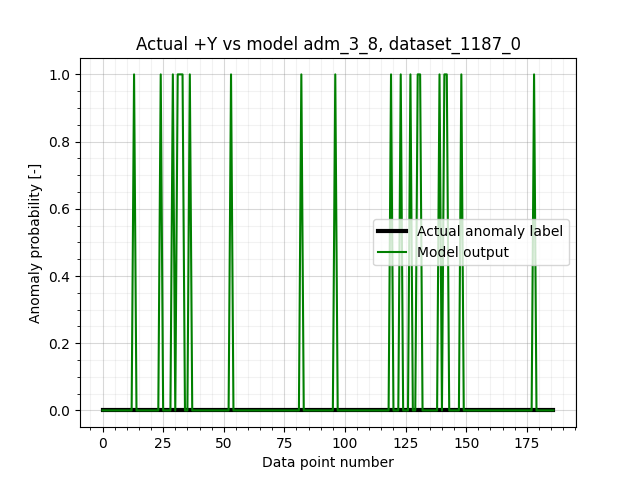 Actual +Y vs model adm_3_8, dataset_1187_0
Anomaly probability [-]
1.0
0.8
0.6
0.4
0.2
0.0
Actual anomaly label
Model output
0 25 50 75 100 125 150 175
Data point number